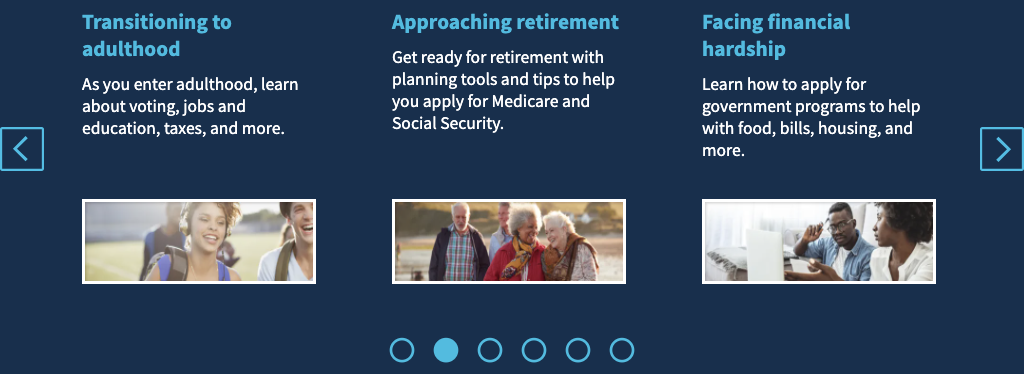 Transitioning to
adulthood
As you enter adulthood, learn
about voting, jobs and
education, taxes, and more.
Approaching retirement
Get ready for retirement with
planning tools and tips to help
you apply for Medicare and
Social Security.
Facing financial
hardship
Learn how to apply for
government programs to help
with food, bills, housing, and
more.